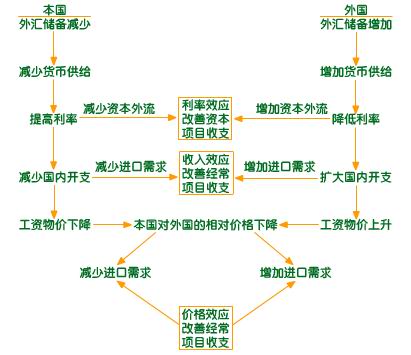 本国
外汇储备减少
外国
外汇储备增加
减少货币供给
增加货币供给
提高利率
减少资本外流
利率效应
改善资本
项目收支
增加资本外流
降低利率
减少国内开支
减少进口需求
收入效应
改善经常
项目收支
增加进口需求
扩大国内开支
工资物价下降
本国对外国的相对价格下降
工资物价上升
减少进口需求
增加进口需求
价格效应
改善经常
项目收支